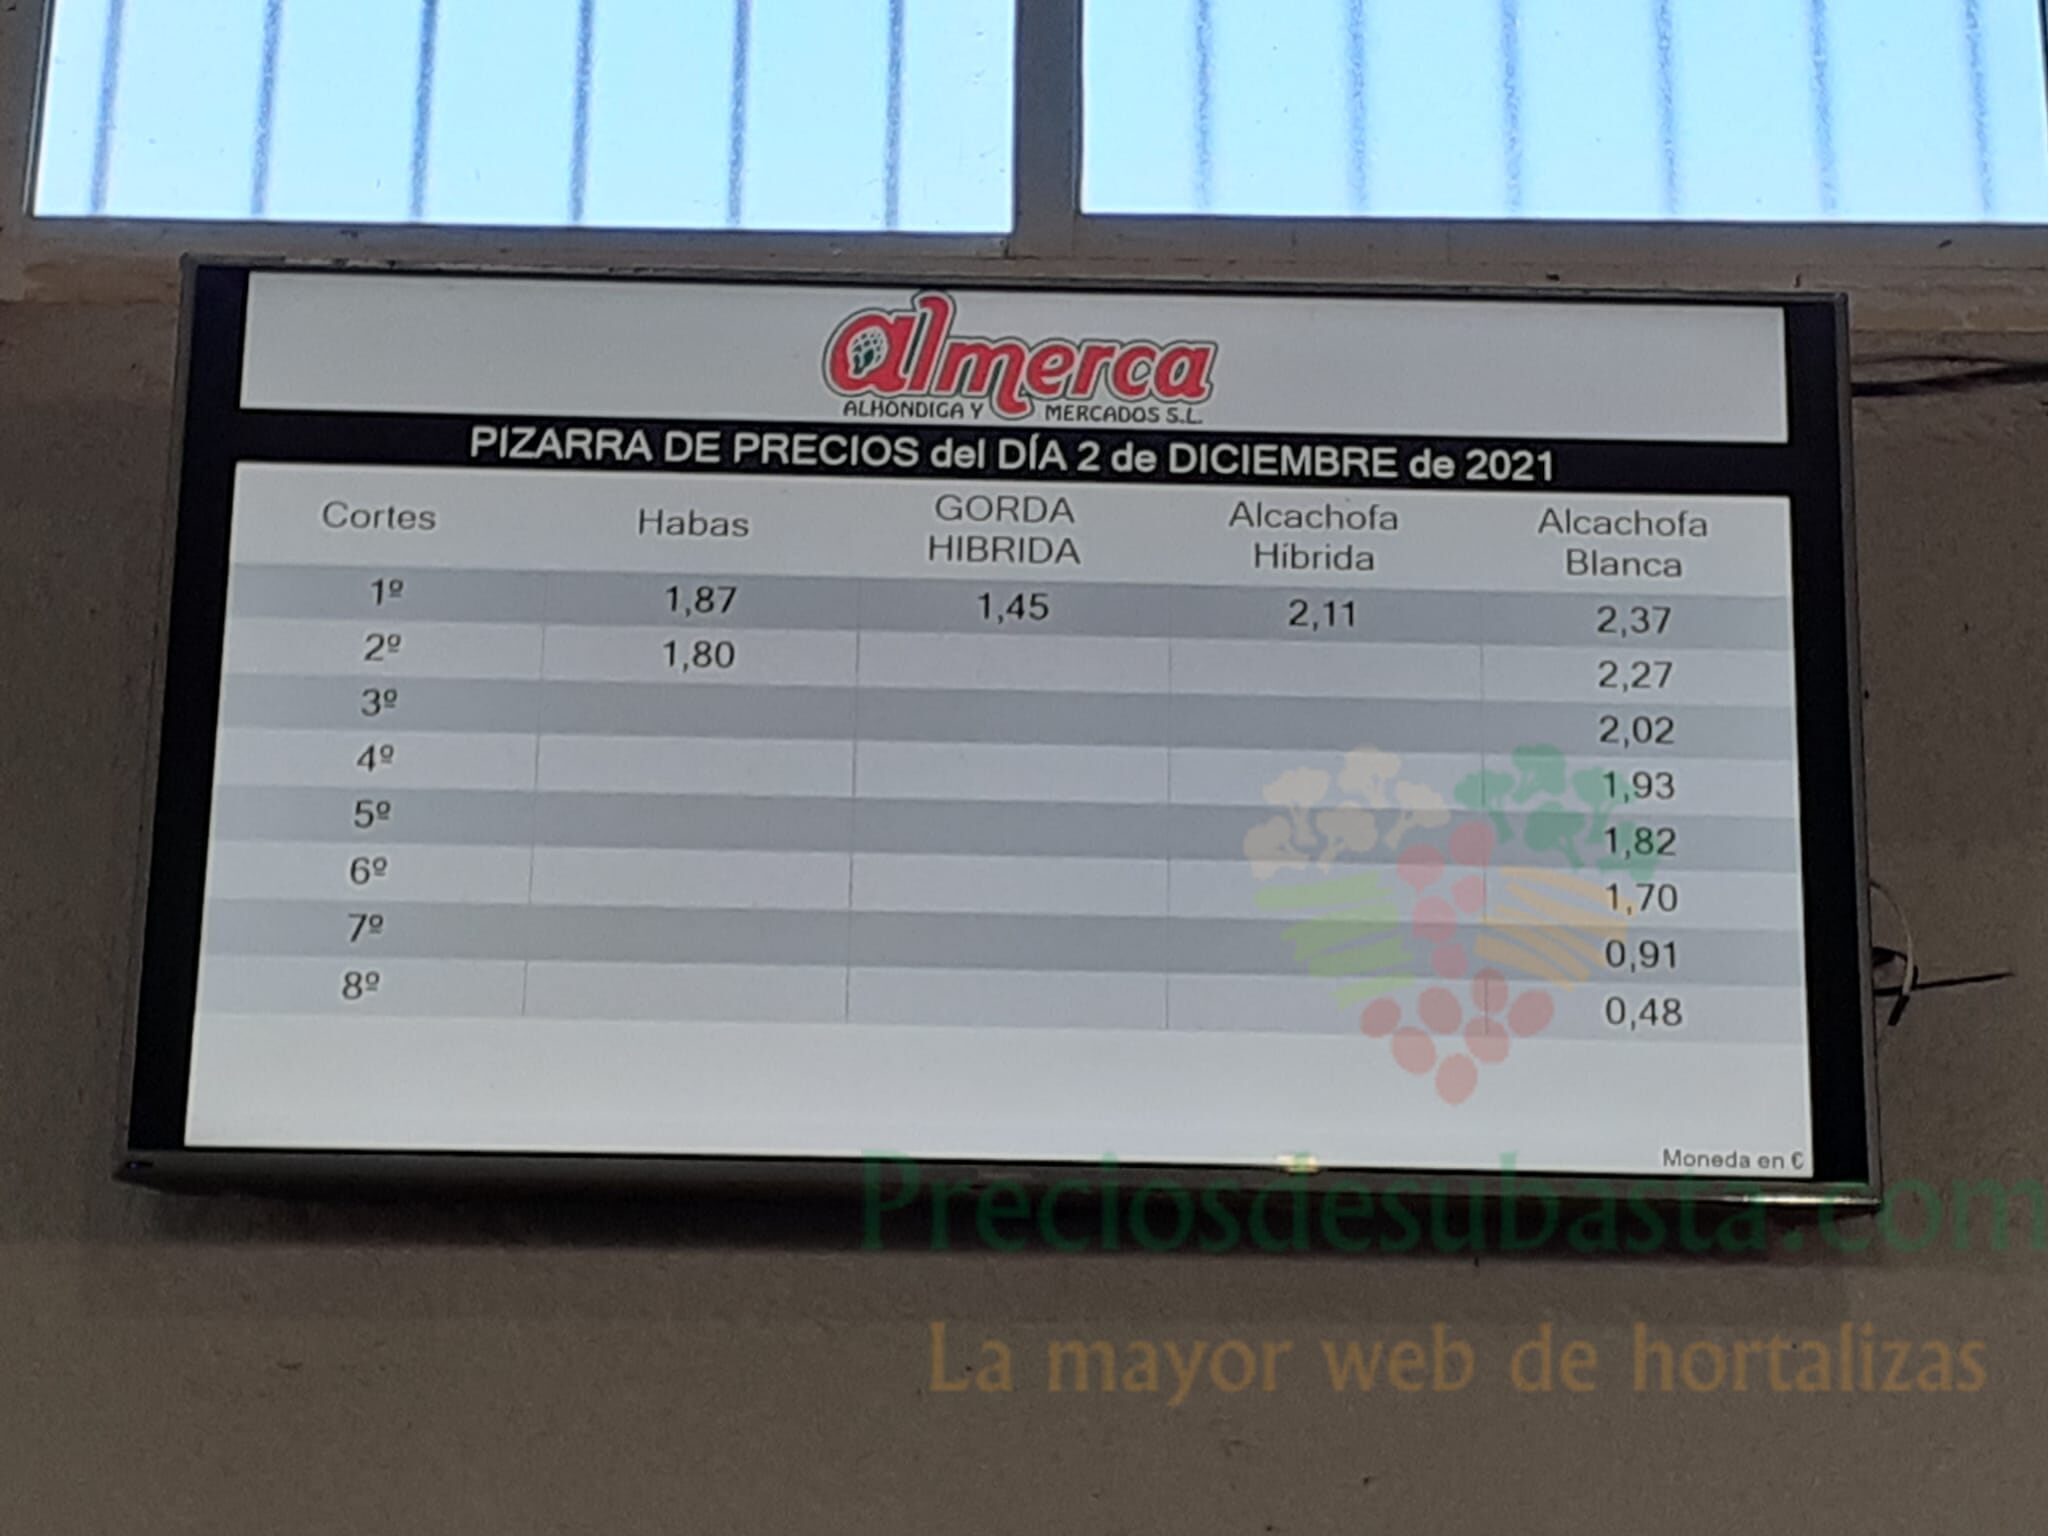 almerca
ALHONDIGA Y MERCADOS S.L.
PIZARRA DE PRECIOS del DÍA 2 de DICIEMBRE de 2021
Cortes Habas GORDA HIBRIDA Alcachofa Híbrida Alcachofa Blanca
1º 1,87 1,45 2,11 2,37
2º 1,80 2,27
3º 2,02
4º 1,93
5º 1,82
6º 1,70
7º 0,91
8º 0,48
Moneda en €
Preciosdesubasta.com
La mayor web de hortalizas